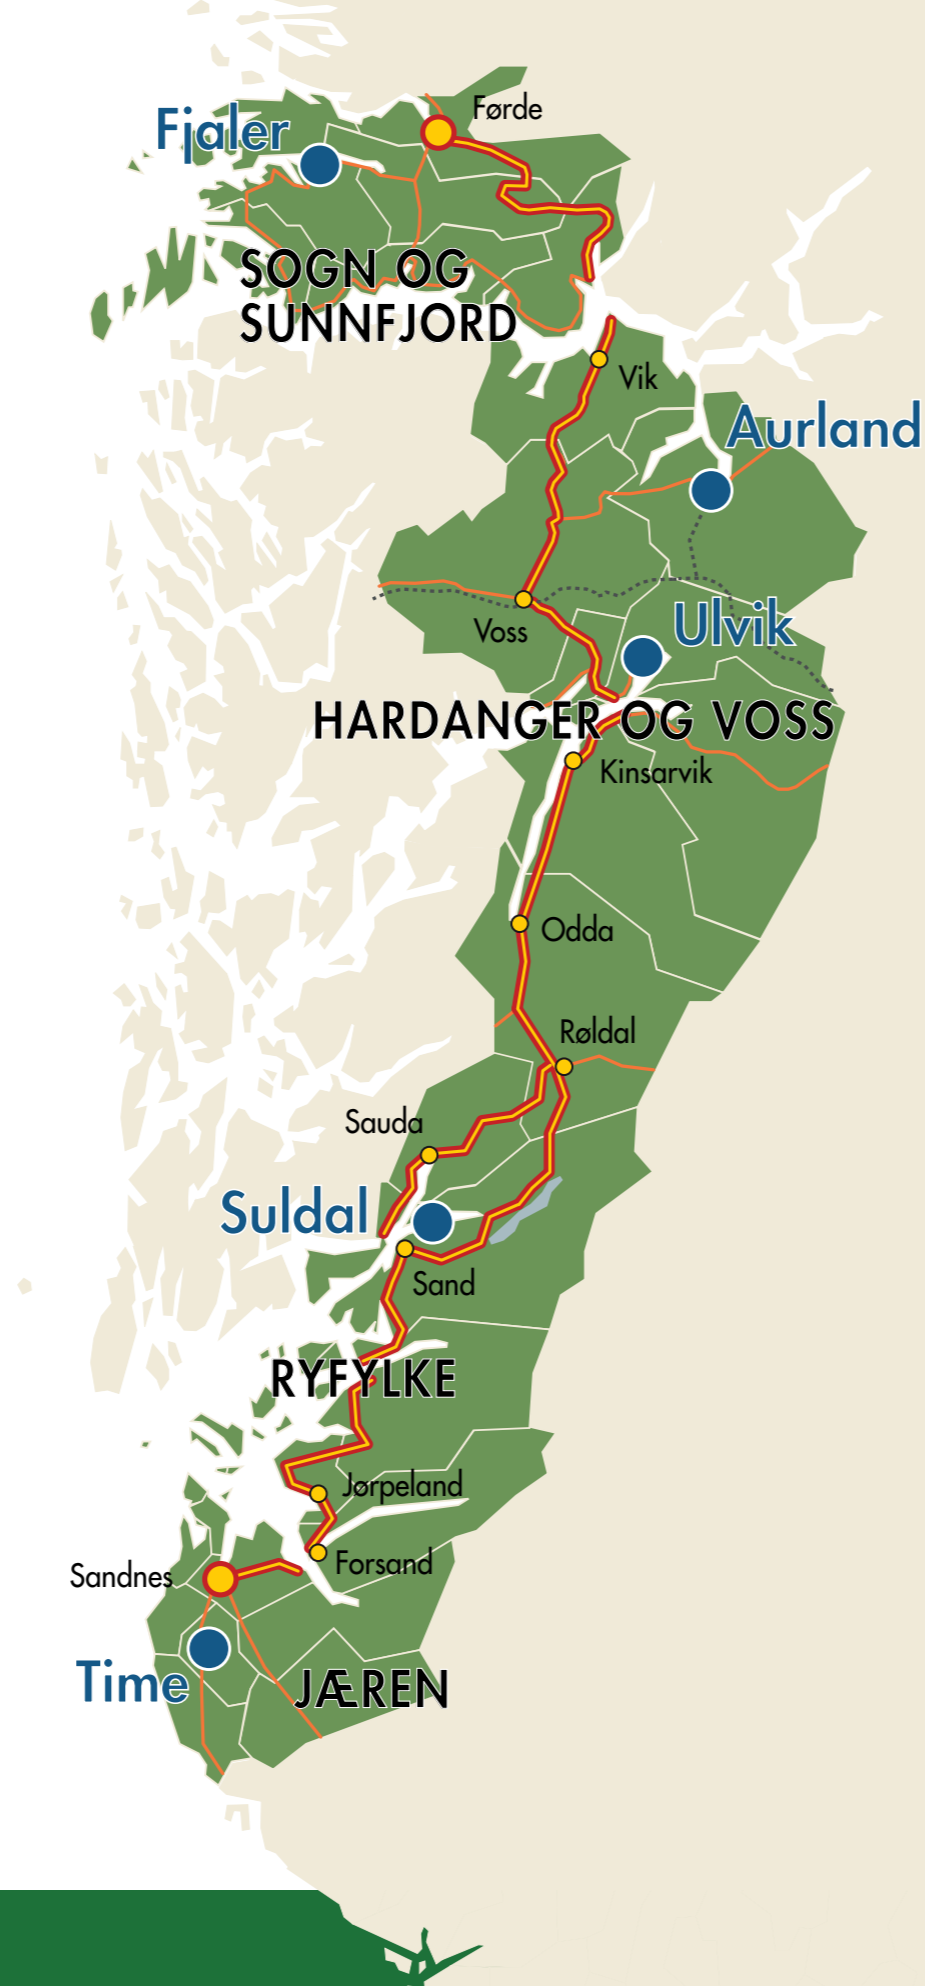 Førde
Fjaler
SOGN OG
SUNNFJORD
Vik
Aurland
Voss
Ulvik
HARDANGER OG VOSS
Kinsarvik
Odda
Røldal
Sauda
Suldal
Sand
RYFYLKE
Jørpeland
Forsand
Sandnes
Time
JÆREN